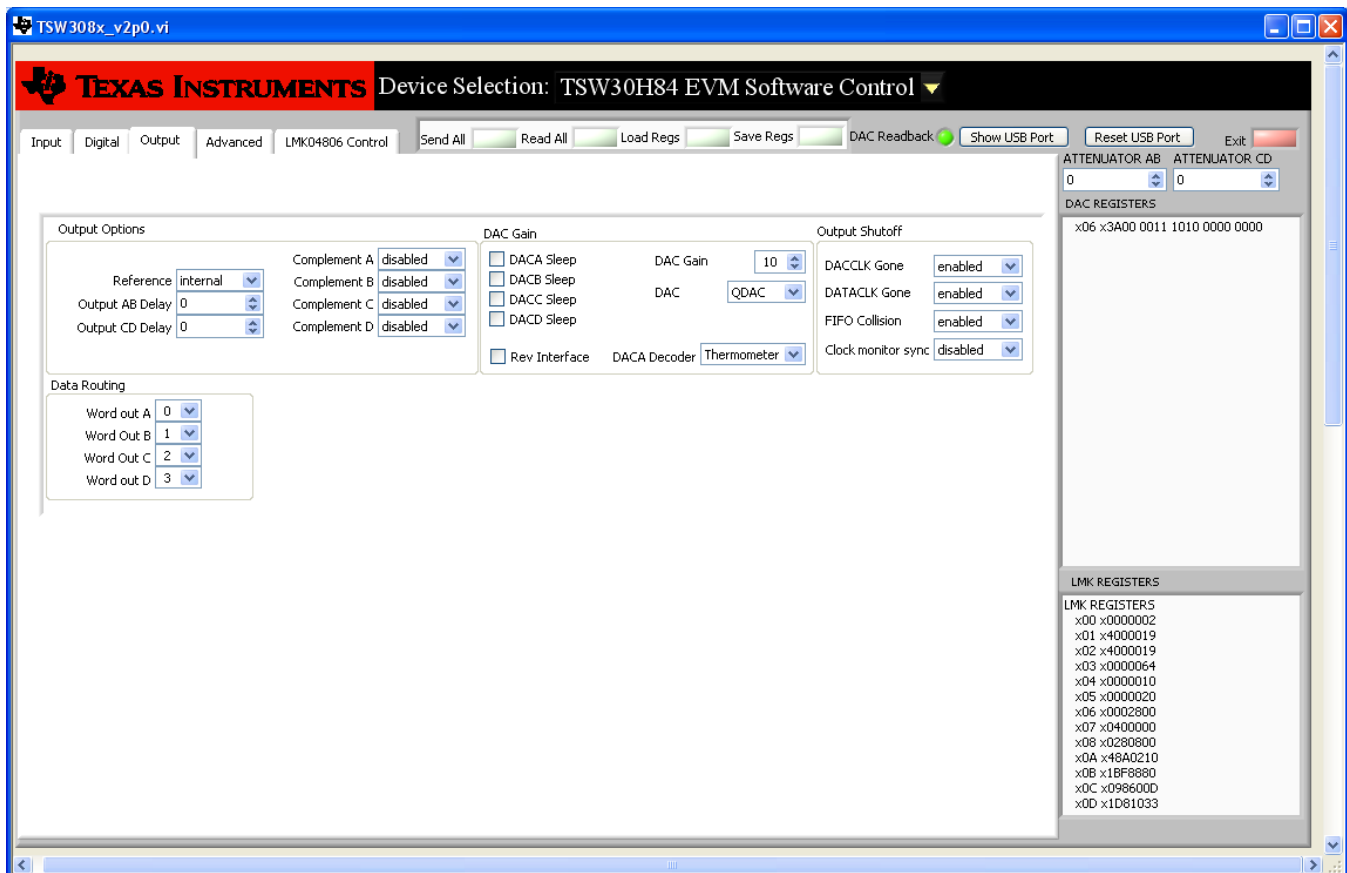 TSW308x_v2p0.vi
TEXAS INSTRUMENTS Device Selection: TSW30H84 EVM Software Control
Input Digital Output Advanced LMK04806 Control Send All Read All Load Regs Save Regs DAC Readback Show USB Port Reset USB Port Exit
ATTENUATOR AB ATTENUATOR CD
0 0
DAC REGISTERS
x06 x3A00 0011 1010 0000 0000
Output Options
Reference internal
Output AB Delay 0
Output CD Delay 0
Complement A disabled
Complement B disabled
Complement C disabled
Complement D disabled
DAC Gain
DACA Sleep
DACB Sleep
DACC Sleep
DACD Sleep
DAC Gain 10
DAC QDAC
Rev Interface DACA Decoder Thermometer
Output Shutoff
DACCLK Gone enabled
DATACLK Gone enabled
FIFO Collision enabled
Clock monitor sync disabled
Data Routing
Word out A 0
Word Out B 1
Word Out C 2
Word out D 3
LMK REGISTERS
LMK REGISTERS
x00 x0000002
x01 x4000019
x02 x4000019
x03 x0000064
x04 x0000010
x05 x0000020
x06 x0002800
x07 x0400000
x08 x0280800
x0A x48A0210
x0B x1BF8880
x0C x098600D
x0D x1D81033